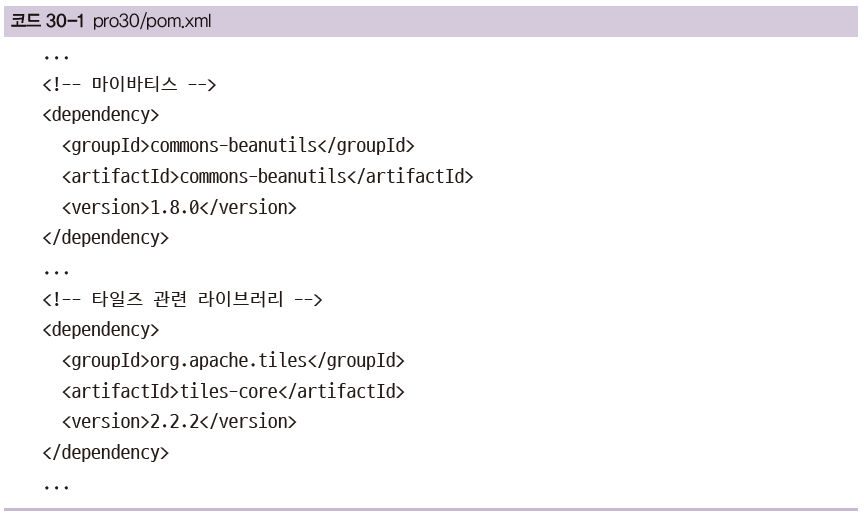 코드 30-1 pro30/pom.xml
...
<!-- 마이바티스 -->
<dependency>
  <groupId>commons-beanutils</groupId>
  <artifactId>commons-beanutils</artifactId>
  <version>1.8.0</version>
</dependency>
...
<!-- 타일즈 관련 라이브러리 -->
<dependency>
  <groupId>org.apache.tiles</groupId>
  <artifactId>tiles-core</artifactId>
  <version>2.2.2</version>
</dependency>
...